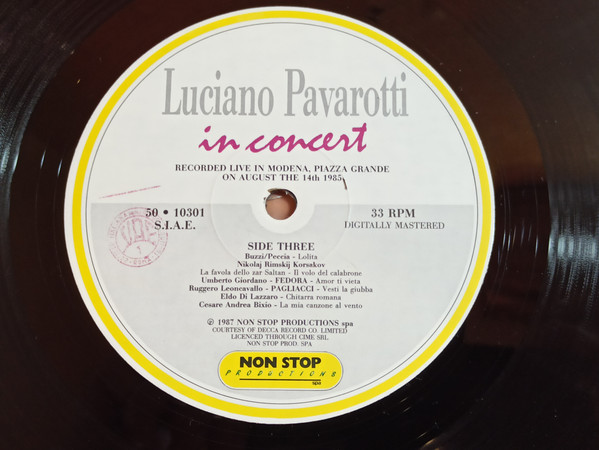 Luciano Pavarotti
in concert
RECORDED LIVE IN MODENA, PIAZZA GRANDE
ON AUGUST THE 14th 1985
50 • 10301
S.I.A.E.
33 RPM
DIGITALLY MASTERED
SIDE THREE
Buzzi/Peccia - Lolita
Nikolaj Rimskij Korsakov
La favola dello zar Saltan - Il volo del calabrone
Umberto Giordano - FEDORA - Amor ti vieta
Ruggero Leoncavallo - PAGLIACCI - Vesti la giubba
Eldo Di Lazzaro - Chitarra romana
Cesare Andrea Bixio - La mia canzone al vento
℗ 1987 NON STOP PRODUCTIONS spa
COURTESY OF DECCA RECORD CO. LIMITED
LICENCED THROUGH CIME SRL
NON STOP PROD. SPA
NON STOP
PRODUCTIONS
spa